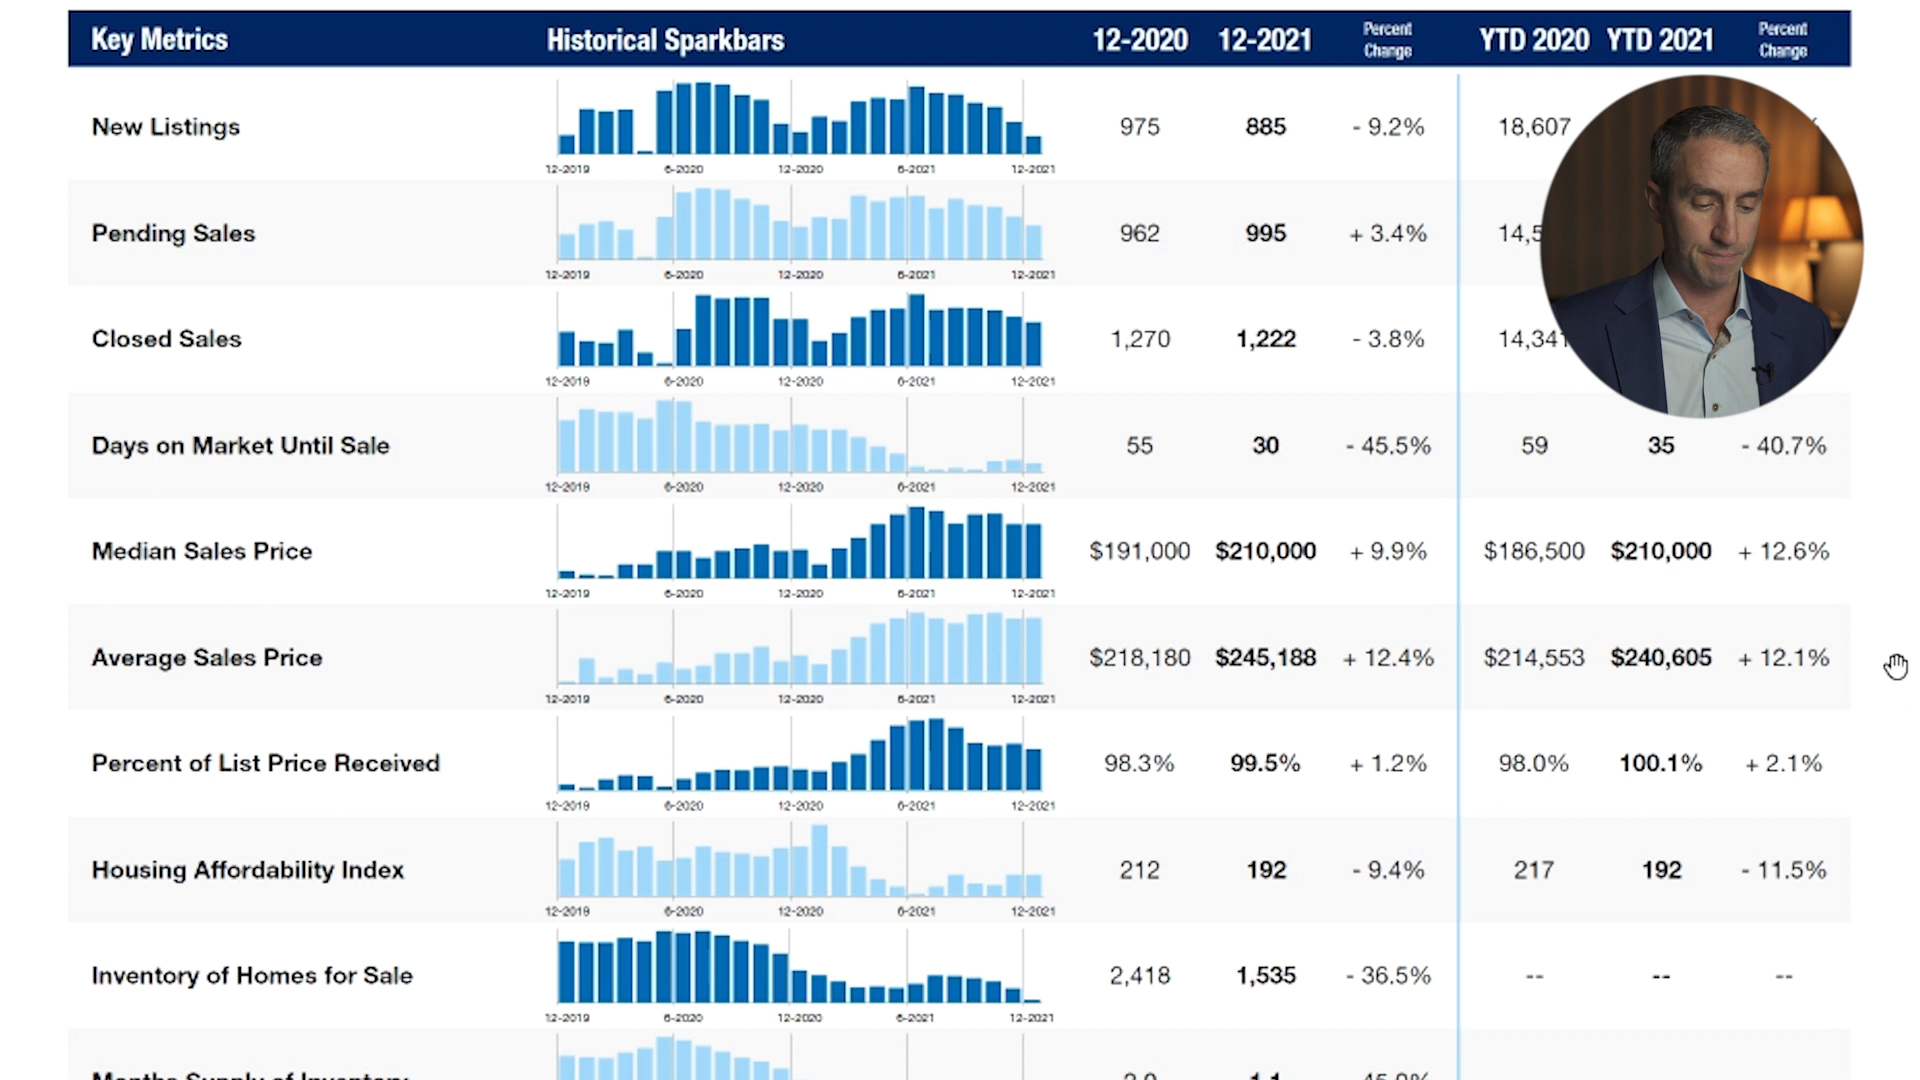 Key Metrics Historical Sparkbars 12-2020 12-2021 Percent Change YTD 2020 YTD 2021 Percent Change
New Listings 975 885 - 9.2% 18,607
12-2019 6-2020 12-2020 6-2021 12-2021
Pending Sales 962 995 + 3.4% 14,5
12-2019 6-2020 12-2020 6-2021 12-2021
Closed Sales 1,270 1,222 - 3.8% 14,341
12-2019 6-2020 12-2020 6-2021 12-2021
Days on Market Until Sale 55 30 - 45.5% 59 35 - 40.7%
12-2019 6-2020 12-2020 6-2021 12-2021
Median Sales Price $191,000 $210,000 + 9.9% $186,500 $210,000 + 12.6%
12-2019 6-2020 12-2020 6-2021 12-2021
Average Sales Price $218,180 $245,188 + 12.4% $214,553 $240,605 + 12.1%
12-2019 6-2020 12-2020 6-2021 12-2021
Percent of List Price Received 98.3% 99.5% + 1.2% 98.0% 100.1% + 2.1%
12-2019 6-2020 12-2020 6-2021 12-2021
Housing Affordability Index 212 192 - 9.4% 217 192 - 11.5%
12-2019 6-2020 12-2020 6-2021 12-2021
Inventory of Homes for Sale 2,418 1,535 - 36.5% -- -- --
12-2019 6-2020 12-2020 6-2021 12-2021
Months Supply of Inventory